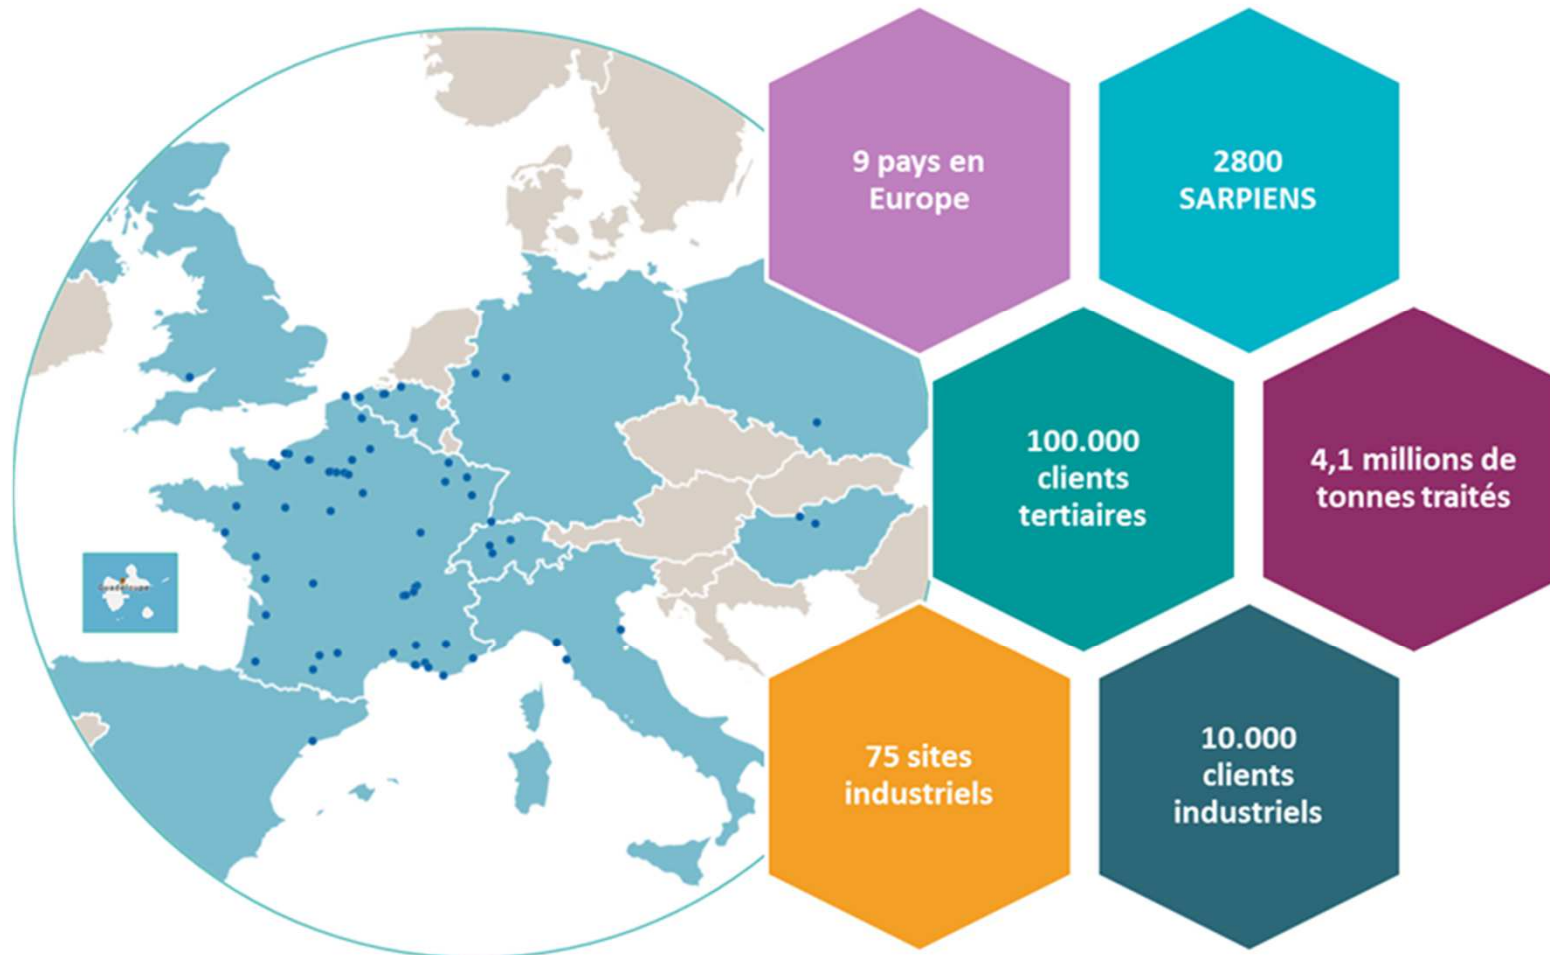 9 pays en
Europe
2800
SARPIENS
100.000
clients
tertiaires
4,1 millions de
tonnes traités
Guadeloupe
75 sites
industriels
10.000
clients
industriels